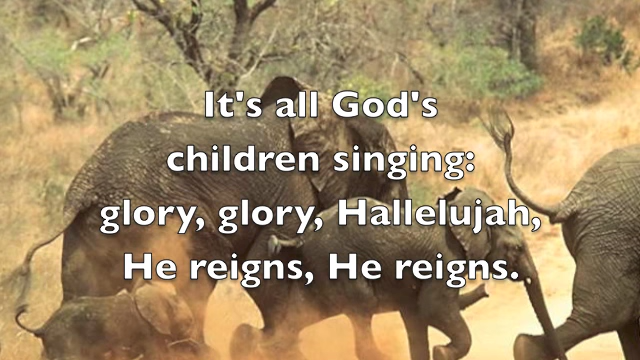 It's all God's
children singing:
glory, glory, Hallelujah,
He reigns, He reigns.